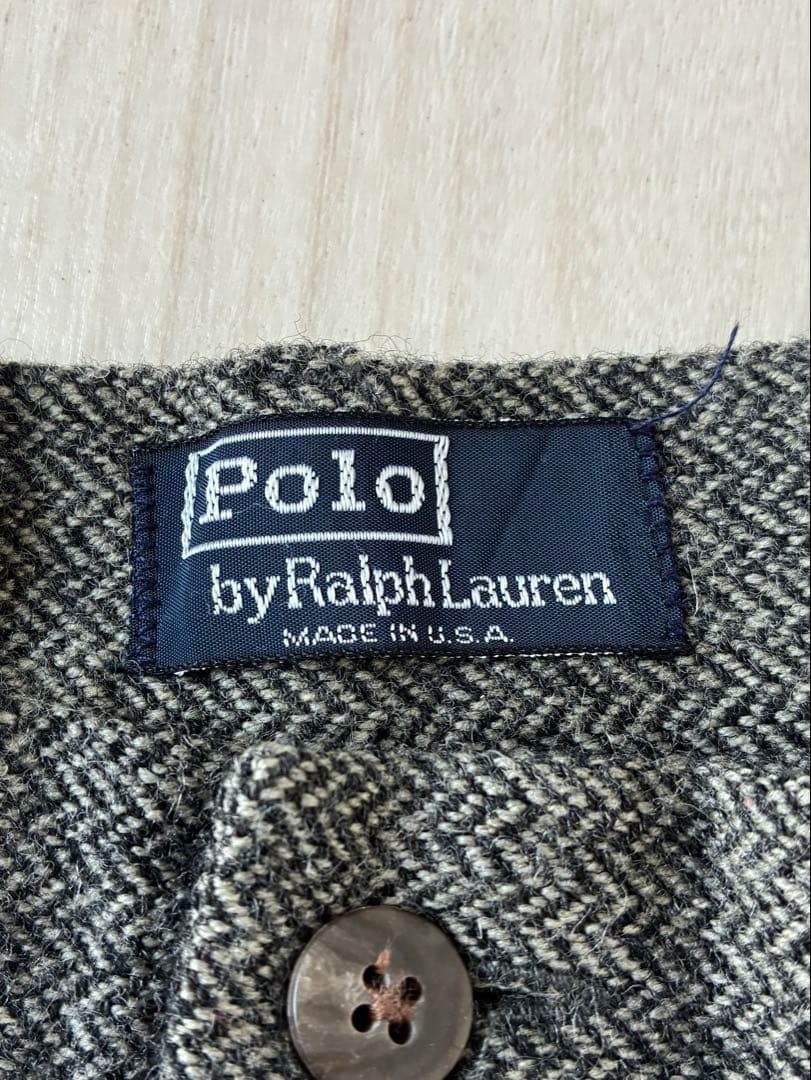 Polo
by Ralph Lauren
MADE IN U.S.A.